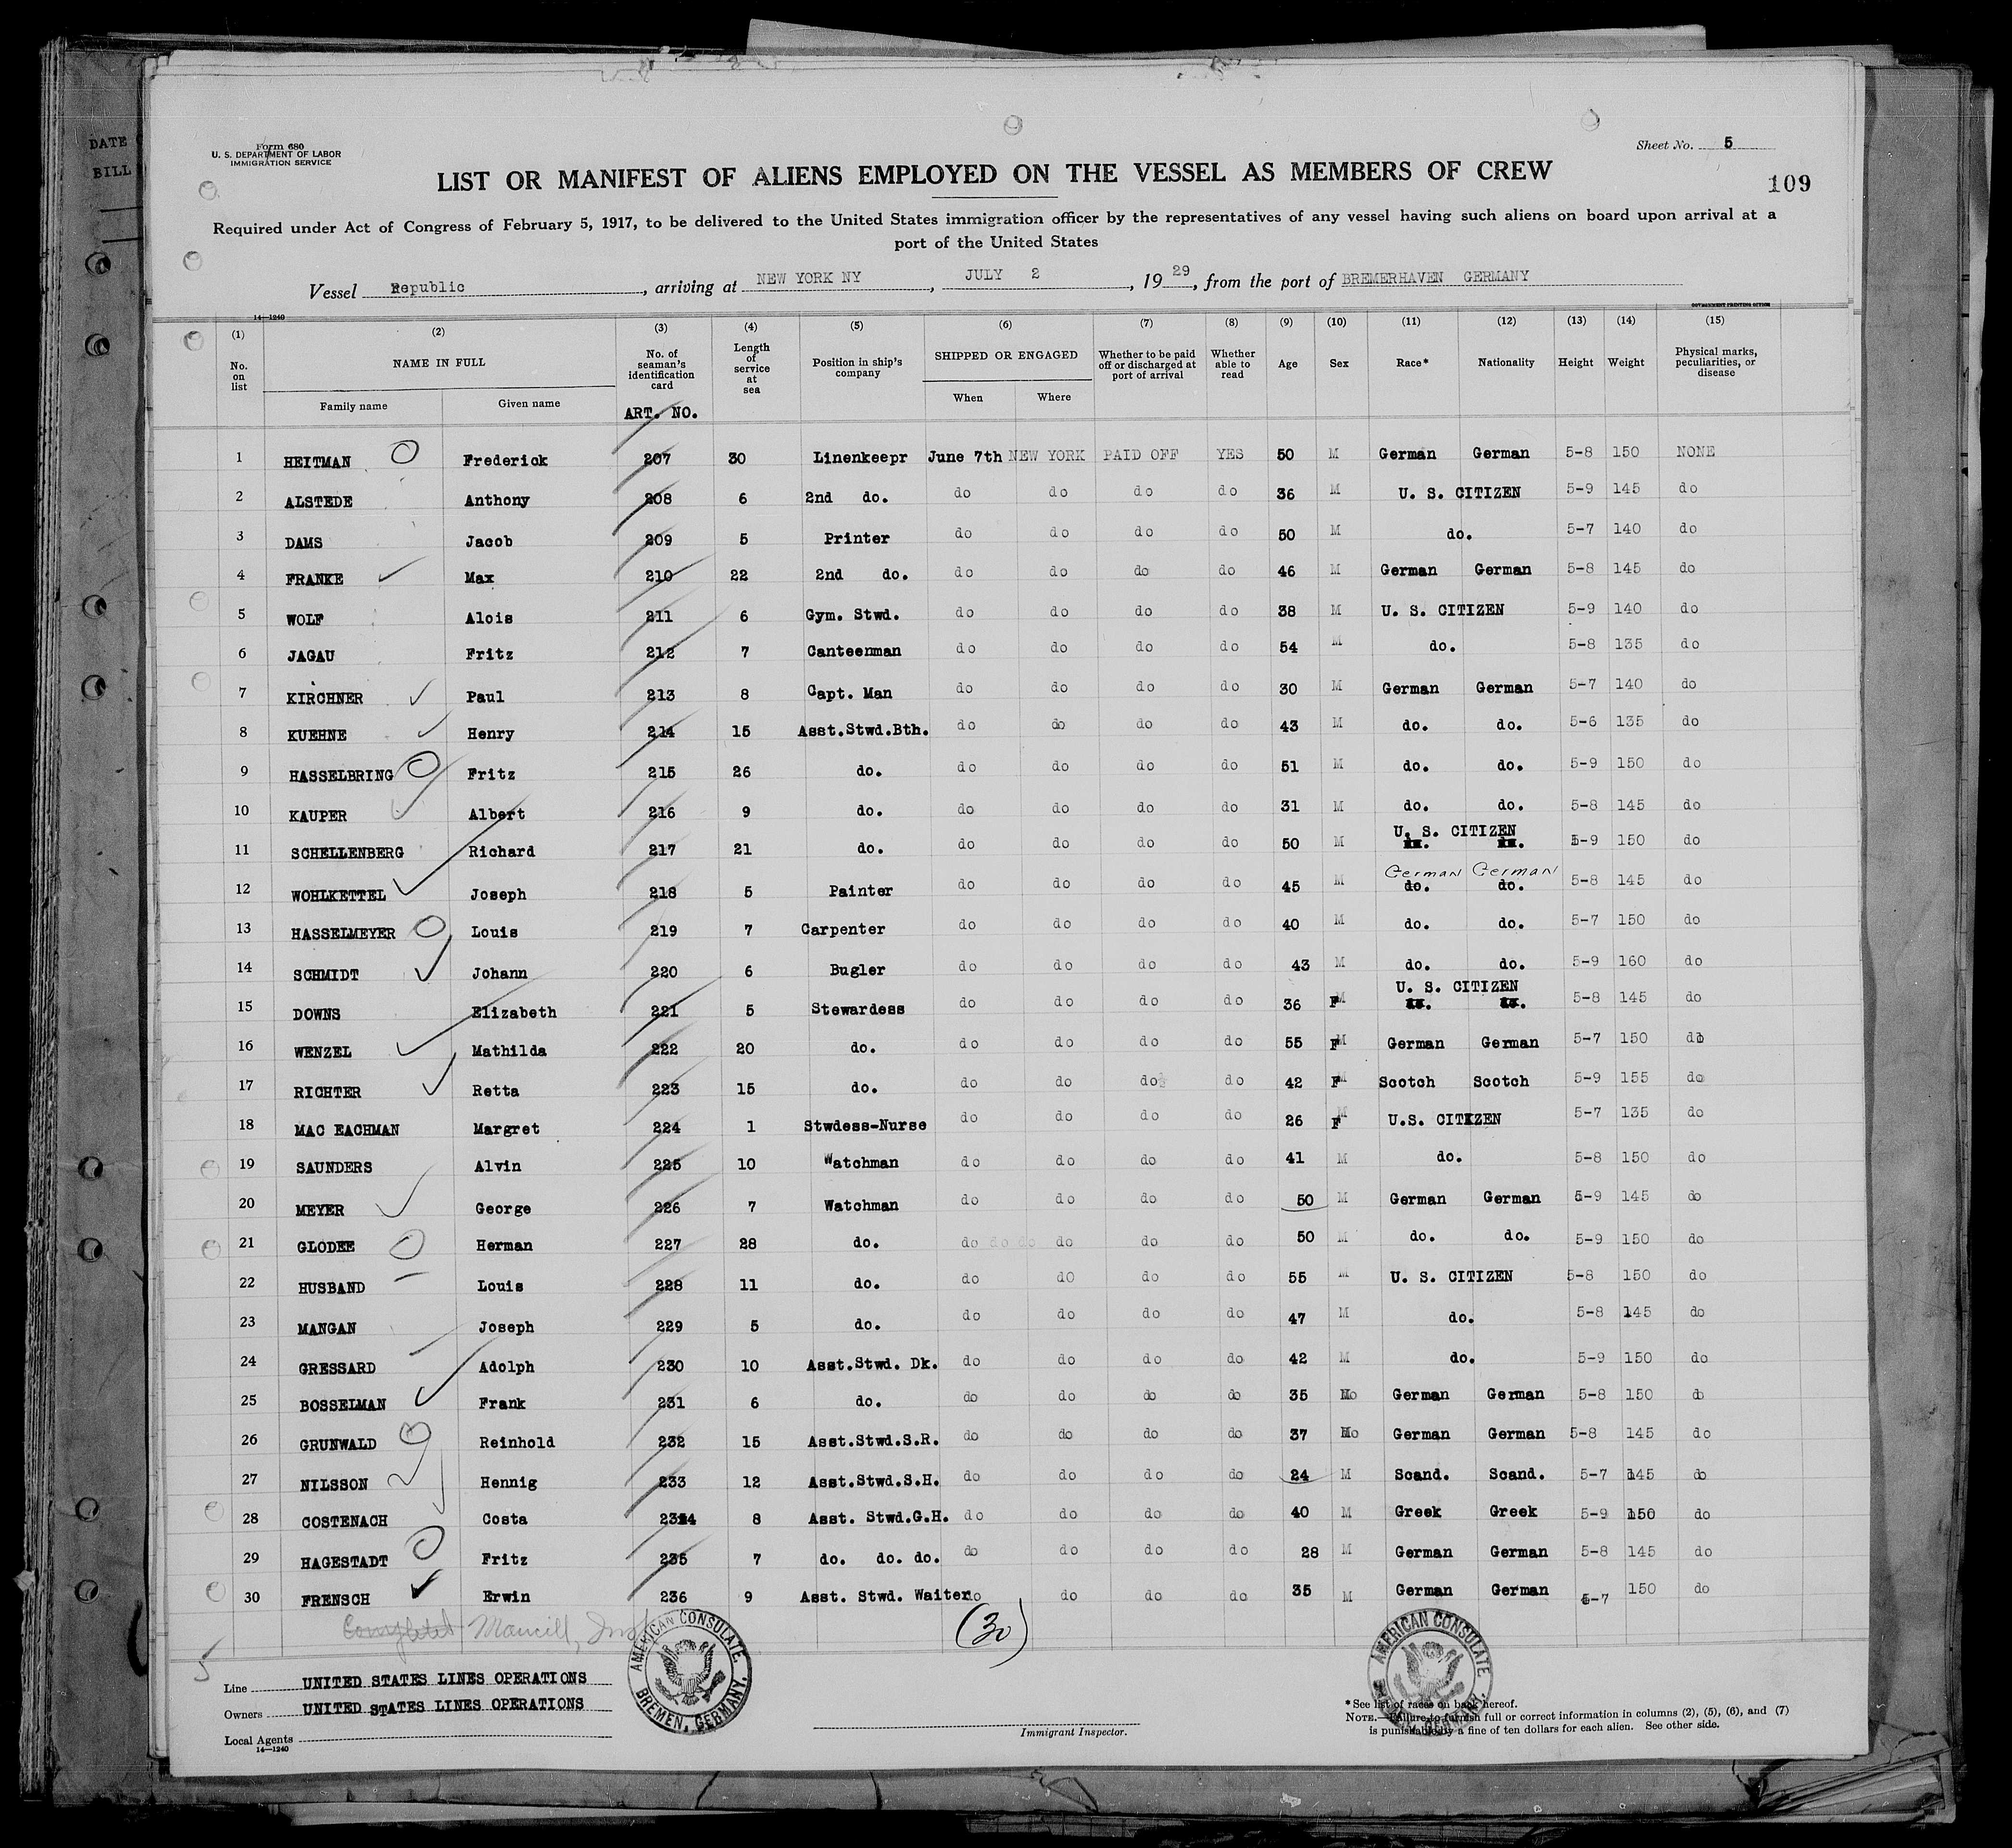 DATE
BILL
Form 680
U. S. DEPARTMENT OF LABOR
IMMIGRATION SERVICE
Sheet No. 5
LIST OR MANIFEST OF ALIENS EMPLOYED ON THE VESSEL AS MEMBERS OF CREW
109
Required under Act of Congress of February 5, 1917, to be delivered to the United States immigration officer by the representatives of any vessel having such aliens on board upon arrival at a
port of the United States
Vessel Republic, arriving at NEW YORK NY, JULY 2, 1929, from the port of BREMERHAVEN GERMANY
14—1240
GOVERNMENT PRINTING OFFICE
(1) (2) (3) (4) (5) (6) (7) (8) (9) (10) (11) (12) (13) (14) (15)
No. on list NAME IN FULL Family name Given name No. of seaman's identification card Length of service at sea Position in ship's company SHIPPED OR ENGAGED When Where Whether to be paid off or discharged at port of arrival Whether able to read Age Sex Race* Nationality Height Weight Physical marks, peculiarities, or disease
ART. NO.
1 HEITMAN Frederick 207 30 Linenkeepr June 7th NEW YORK PAID OFF YES 50 M German German 5-8 150 NONE
2 ALSTEDE Anthony 208 6 2nd do. do do do do 36 M U. S. CITIZEN 5-9 145 do
3 DAMS Jacob 209 5 Printer do do do do 50 M do. 5-7 140 do
4 FRANKE Max 210 22 2nd do. do do do do 46 M German German 5-8 145 do
5 WOLF Alois 211 6 Gym. Stwd. do do do do 38 M U. S. CITIZEN 5-9 140 do
6 JAGAU Fritz 212 7 Canteenman do do do do 54 M do. 5-8 135 do
7 KIRCHNER Paul 213 8 Capt. Man do do do do 30 M German German 5-7 140 do
8 KUEHNE Henry 214 15 Asst.Stwd.Bth. do do do do 43 M do. do. 5-6 135 do
9 HASSELBRING Fritz 215 26 do. do do do do 51 M do. do. 5-9 150 do
10 KAUPER Albert 216 9 do. do do do do 31 M do. do. 5-8 145 do
11 SCHELLENBERG Richard 217 21 do. do do do do 50 M U. S. CITIZEN 5-9 150 do
12 WOHLKETTEL Joseph 218 5 Painter do do do do 45 M German German do. do. 5-8 145 do
13 HASSELMEYER Louis 219 7 Carpenter do do do do 40 M do. do. 5-7 150 do
14 SCHMIDT Johann 220 6 Bugler do do do do 43 M do. do. 5-9 160 do
15 DOWNS Elizabeth 221 5 Stewardess do do do do 36 F U. S. CITIZEN 5-8 145 do
16 WENZEL Mathilda 222 20 do. do do do do 55 F German German 5-7 150 do
17 RICHTER Retta 223 15 do. do do do do 42 F Scotch Scotch 5-9 155 do
18 MAC EACHMAN Margret 224 1 Stwdess-Nurse do do do do 26 F U.S. CITIZEN 5-7 135 do
19 SAUNDERS Alvin 225 10 Watchman do do do do 41 M do. 5-8 150 do
20 MEYER George 226 7 Watchman do do do do 50 M German German 5-9 145 do
21 GLODEE Herman 227 28 do. do do do do do do 50 M do. do. 5-9 150 do
22 HUSBAND Louis 228 11 do. do dO do do 55 M U. S. CITIZEN 5-8 150 do
23 MANGAN Joseph 229 5 do. do do do do 47 M do. 5-8 145 do
24 GRESSARD Adolph 230 10 Asst.Stwd. Dk. do do do do 42 M do. 5-9 150 do
25 BOSSELMAN Frank 231 6 do. do do do do 35 Mo German German 5-8 150 do
26 GRUNWALD Reinhold 232 15 Asst.Stwd.S.R. do do do do 37 Mo German German 5-8 145 do
27 NILSSON Hennig 233 12 Asst.Stwd.S.H. do do do do 24 M Scand. Scand. 5-7 145 do
28 COSTENACH Costa 234 8 Asst. Stwd.G.H. do do do do 40 M Greek Greek 5-9 150 do
29 HAGESTADT Fritz 235 7 do. do. do. do do do do 28 M German German 5-8 145 do
30 FRENSCH Erwin 236 9 Asst. Stwd. Waiter do do do do 35 M German German 5-7 150 do
Completed
(30)
5
AMERICAN CONSULATE, BREMEN, GERMANY.
AMERICAN CONSULATE
GERMANY.
Line UNITED STATES LINES OPERATIONS
Owners UNITED STATES LINES OPERATIONS
Local Agents
14—1240
Immigrant Inspector.
*See list of races on back hereof.
NOTE.—Failure to furnish full or correct information in columns (2), (5), (6), and (7)
is punishable by a fine of ten dollars for each alien. See other side.